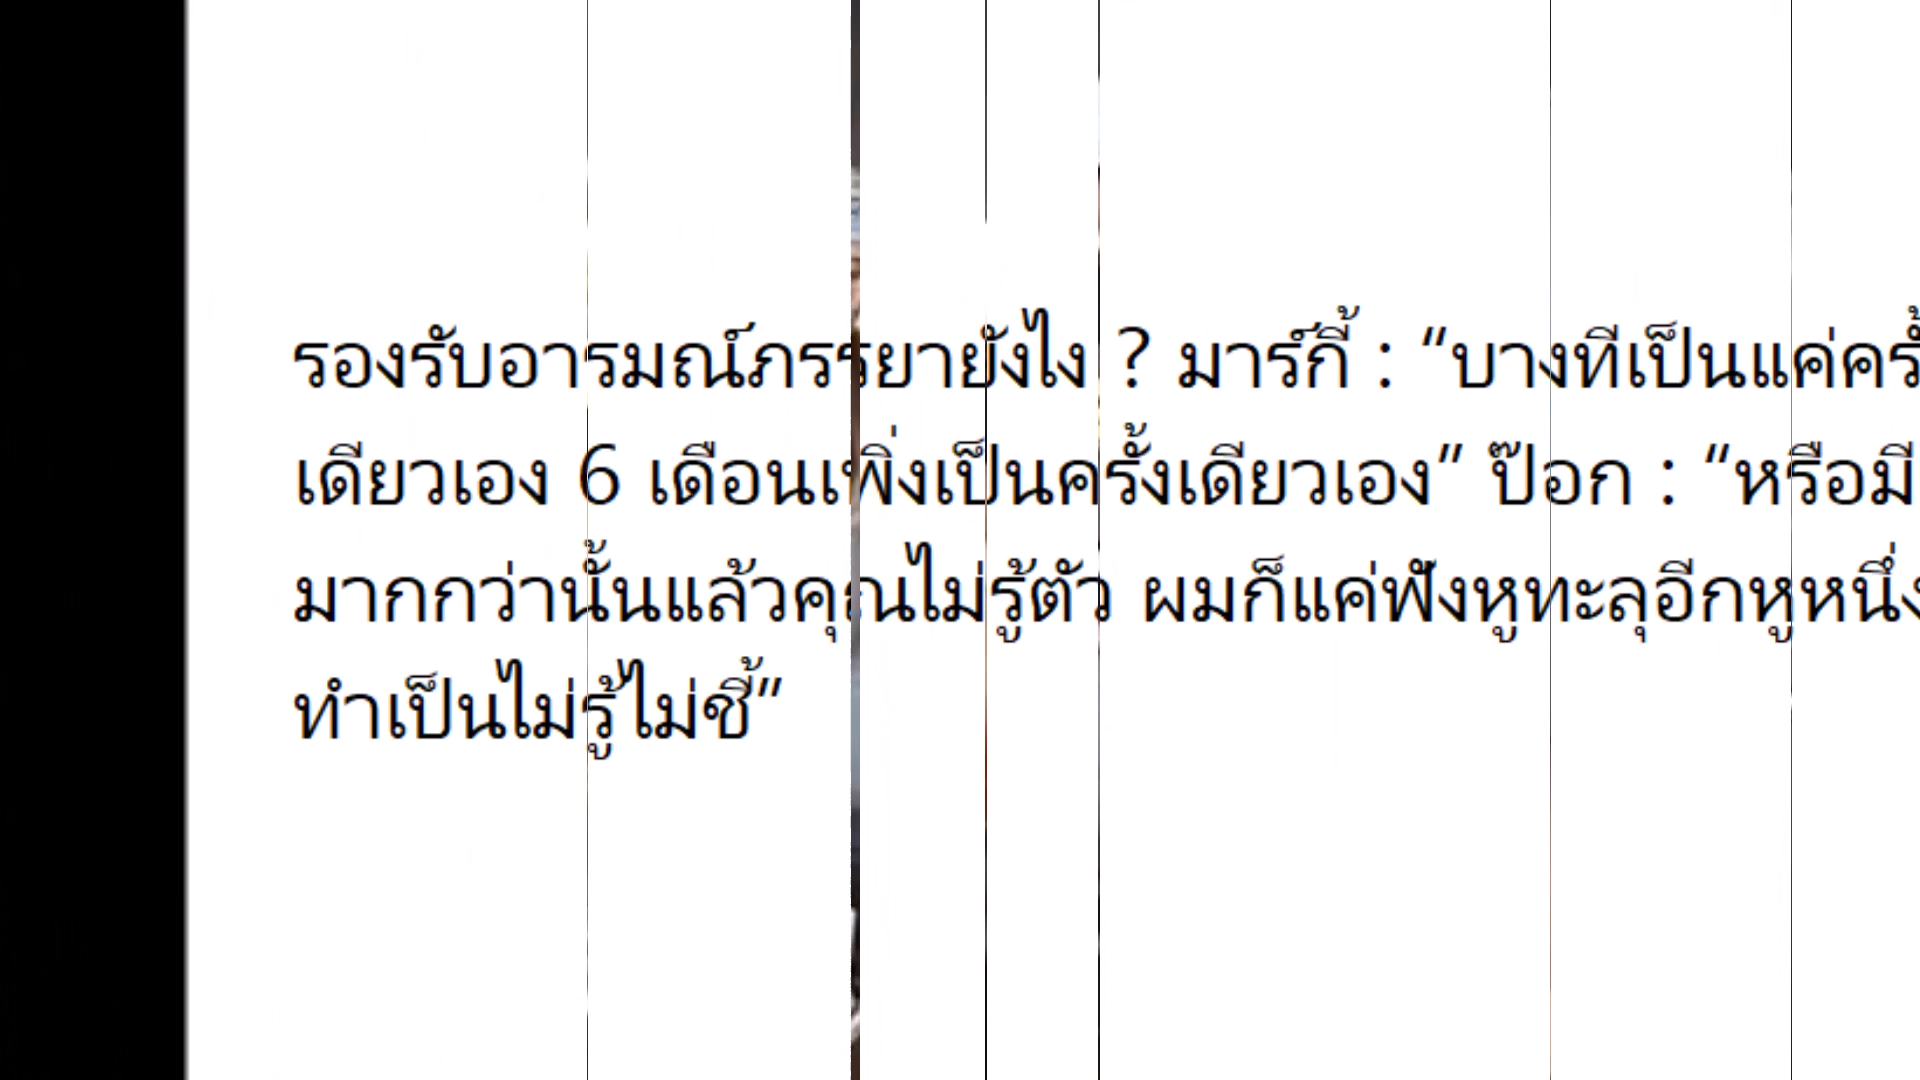 รองรับอารมณ์ภรรยายังไง ? มาร์กี้ : “บางทีเป็นแค่ครั้
เดียวเอง 6 เดือนเพิ่งเป็นครั้งเดียวเอง” ป๊อก : “หรือมี
มากกว่านั้นแล้วคุณไม่รู้ตัว ผมก็แค่ฟังหูทะลุอีกหูหนึ่ง
ทำเป็นไม่รู้ไม่ชี้”